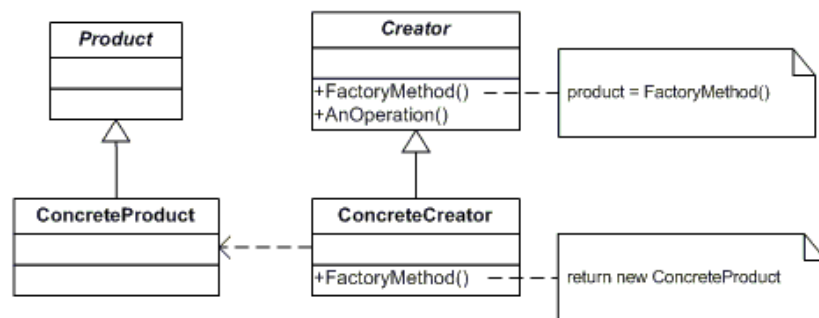 Product
Creator
+FactoryMethod()
+AnOperation()
product = FactoryMethod()
ConcreteProduct
ConcreteCreator
+FactoryMethod()
return new ConcreteProduct